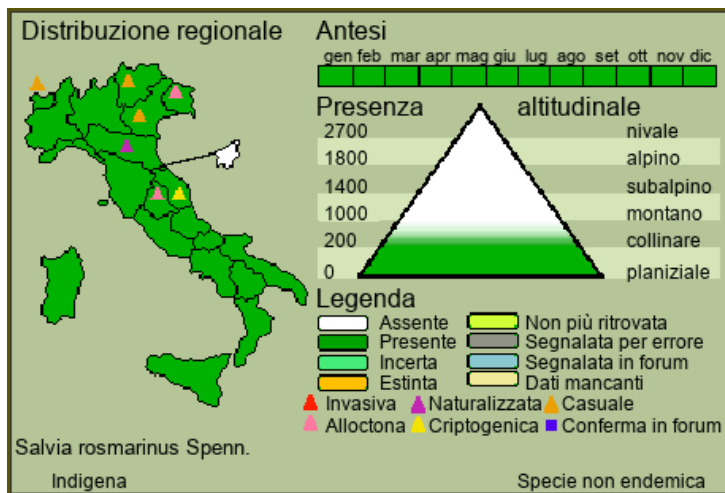 Distribuzione regionale
Antesi
gen feb mar apr mag giu lug ago set ott nov dic
Presenza altitudinale
2700 nivale
1800 alpino
1400 subalpino
1000 montano
200 collinare
0 planiziale
Legenda
Assente Non più ritrovata
Presente Segnalata per errore
Incerta Segnalata in forum
Estinta Dati mancanti
Invasiva Naturalizzata Casuale
Alloctona Criptogenica Conferma in forum
Salvia rosmarinus Spenn.
Indigena Specie non endemica